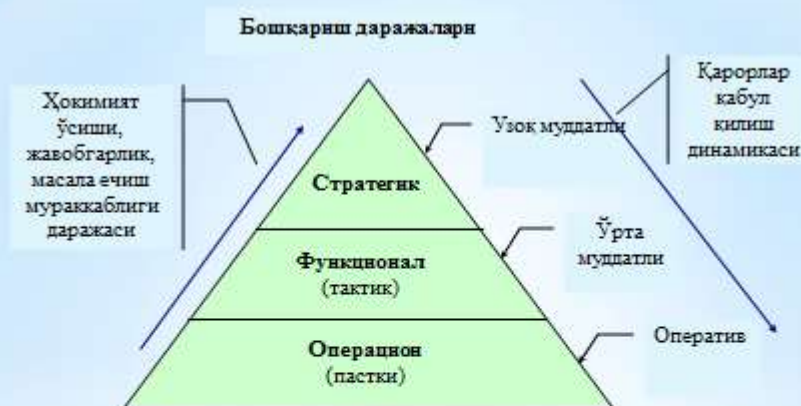 Бошқариш даражалари
Ҳокимият
ўсиши,
жавобгарлик,
масала ечиш
мураккаблиги
даражаси
Стратегик
Функционал
(тактик)
Операцион
(пастки)
Узоқ муддатли
Ўрта
муддатли
Оператив
Қарорлар
қабул
қилиш
динамикаси